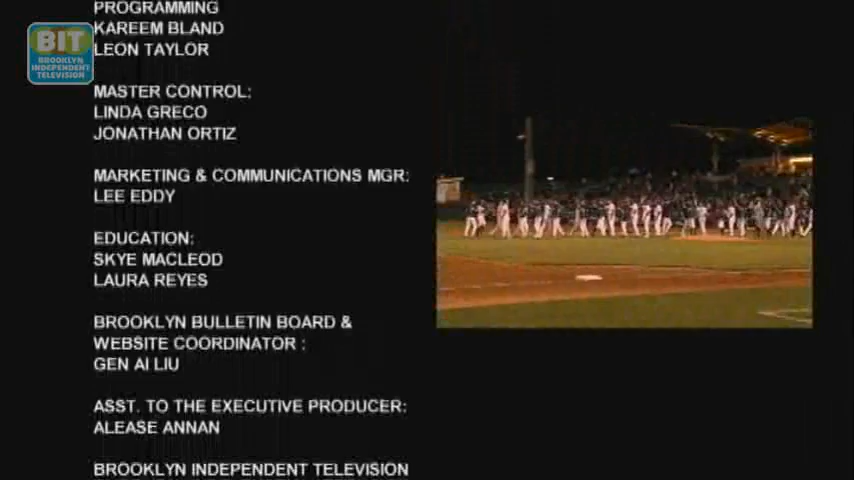 BIT
BROOKLYN
INDEPENDENT
TELEVISION
PROGRAMMING
KAREEM BLAND
LEON TAYLOR
MASTER CONTROL:
LINDA GRECO
JONATHAN ORTIZ
MARKETING & COMMUNICATIONS MGR:
LEE EDDY
EDUCATION:
SKYE MACLEOD
LAURA REYES
BROOKLYN BULLETIN BOARD &
WEBSITE COORDINATOR :
GEN AI LIU
ASST. TO THE EXECUTIVE PRODUCER:
ALEASE ANNAN
BROOKLYN INDEPENDENT TELEVISION